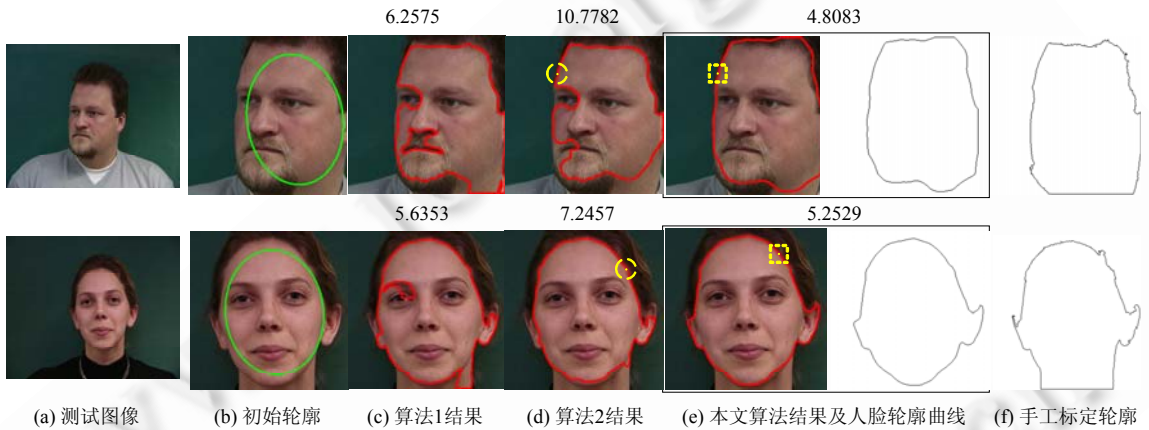 6.2575 10.7782 4.8083
5.6353 7.2457 5.2529
(a) 测试图像 (b) 初始轮廓 (c) 算法1结果 (d) 算法2结果 (e) 本文算法结果及人脸轮廓曲线 (f) 手工标定轮廓